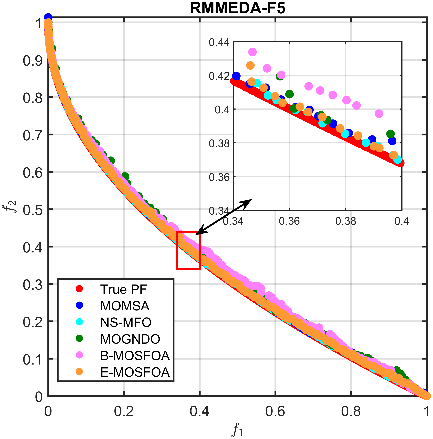 RMMEDA-F5
1
0.9
0.8
0.7
0.6
0.5
0.4
0.3
0.2
0.1
0
f2
0.44
0.42
0.4
0.38
0.36
0.34
0.34 0.36 0.38 0.4
True PF
MOMSA
NS-MFO
MOGNDO
B-MOSFOA
E-MOSFOA
0 0.2 0.4 0.6 0.8 1
f1